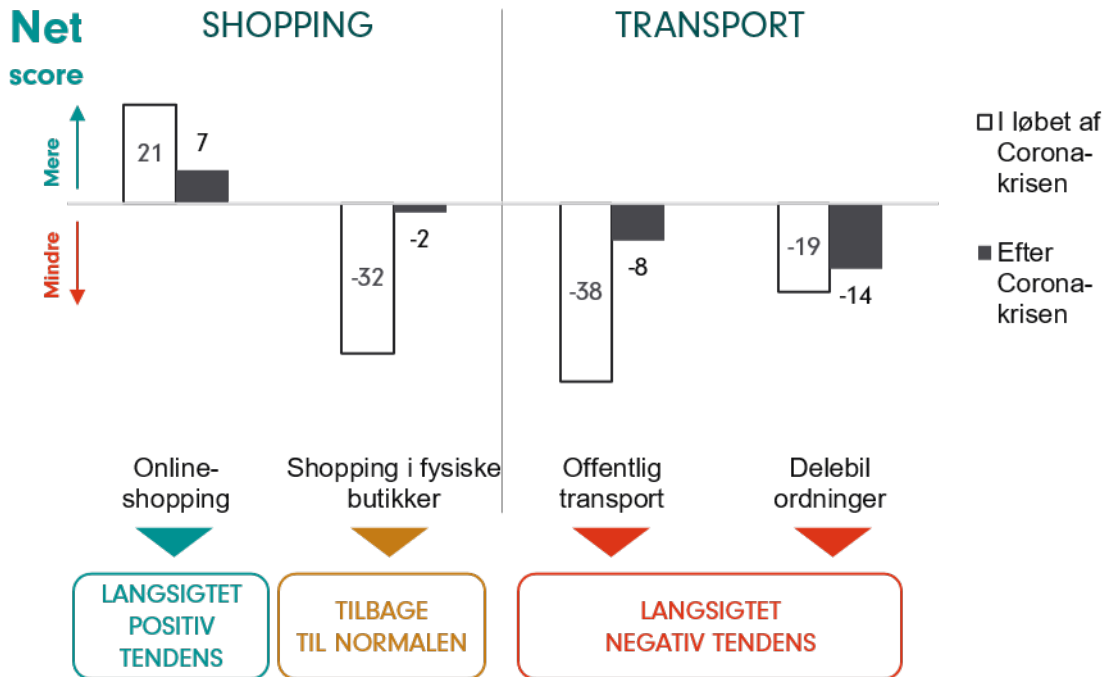 Net
score
SHOPPING
TRANSPORT
Mere
Mindre
21
7
-32
-2
-38
-8
-19
-14
I løbet af
Corona-
krisen
Efter
Corona-
krisen
Online-
shopping
Shopping i fysiske
butikker
Offentlig
transport
Delebil
ordninger
LANGSIGTET
POSITIV
TENDENS
TILBAGE
TIL NORMALEN
LANGSIGTET
NEGATIV TENDENS